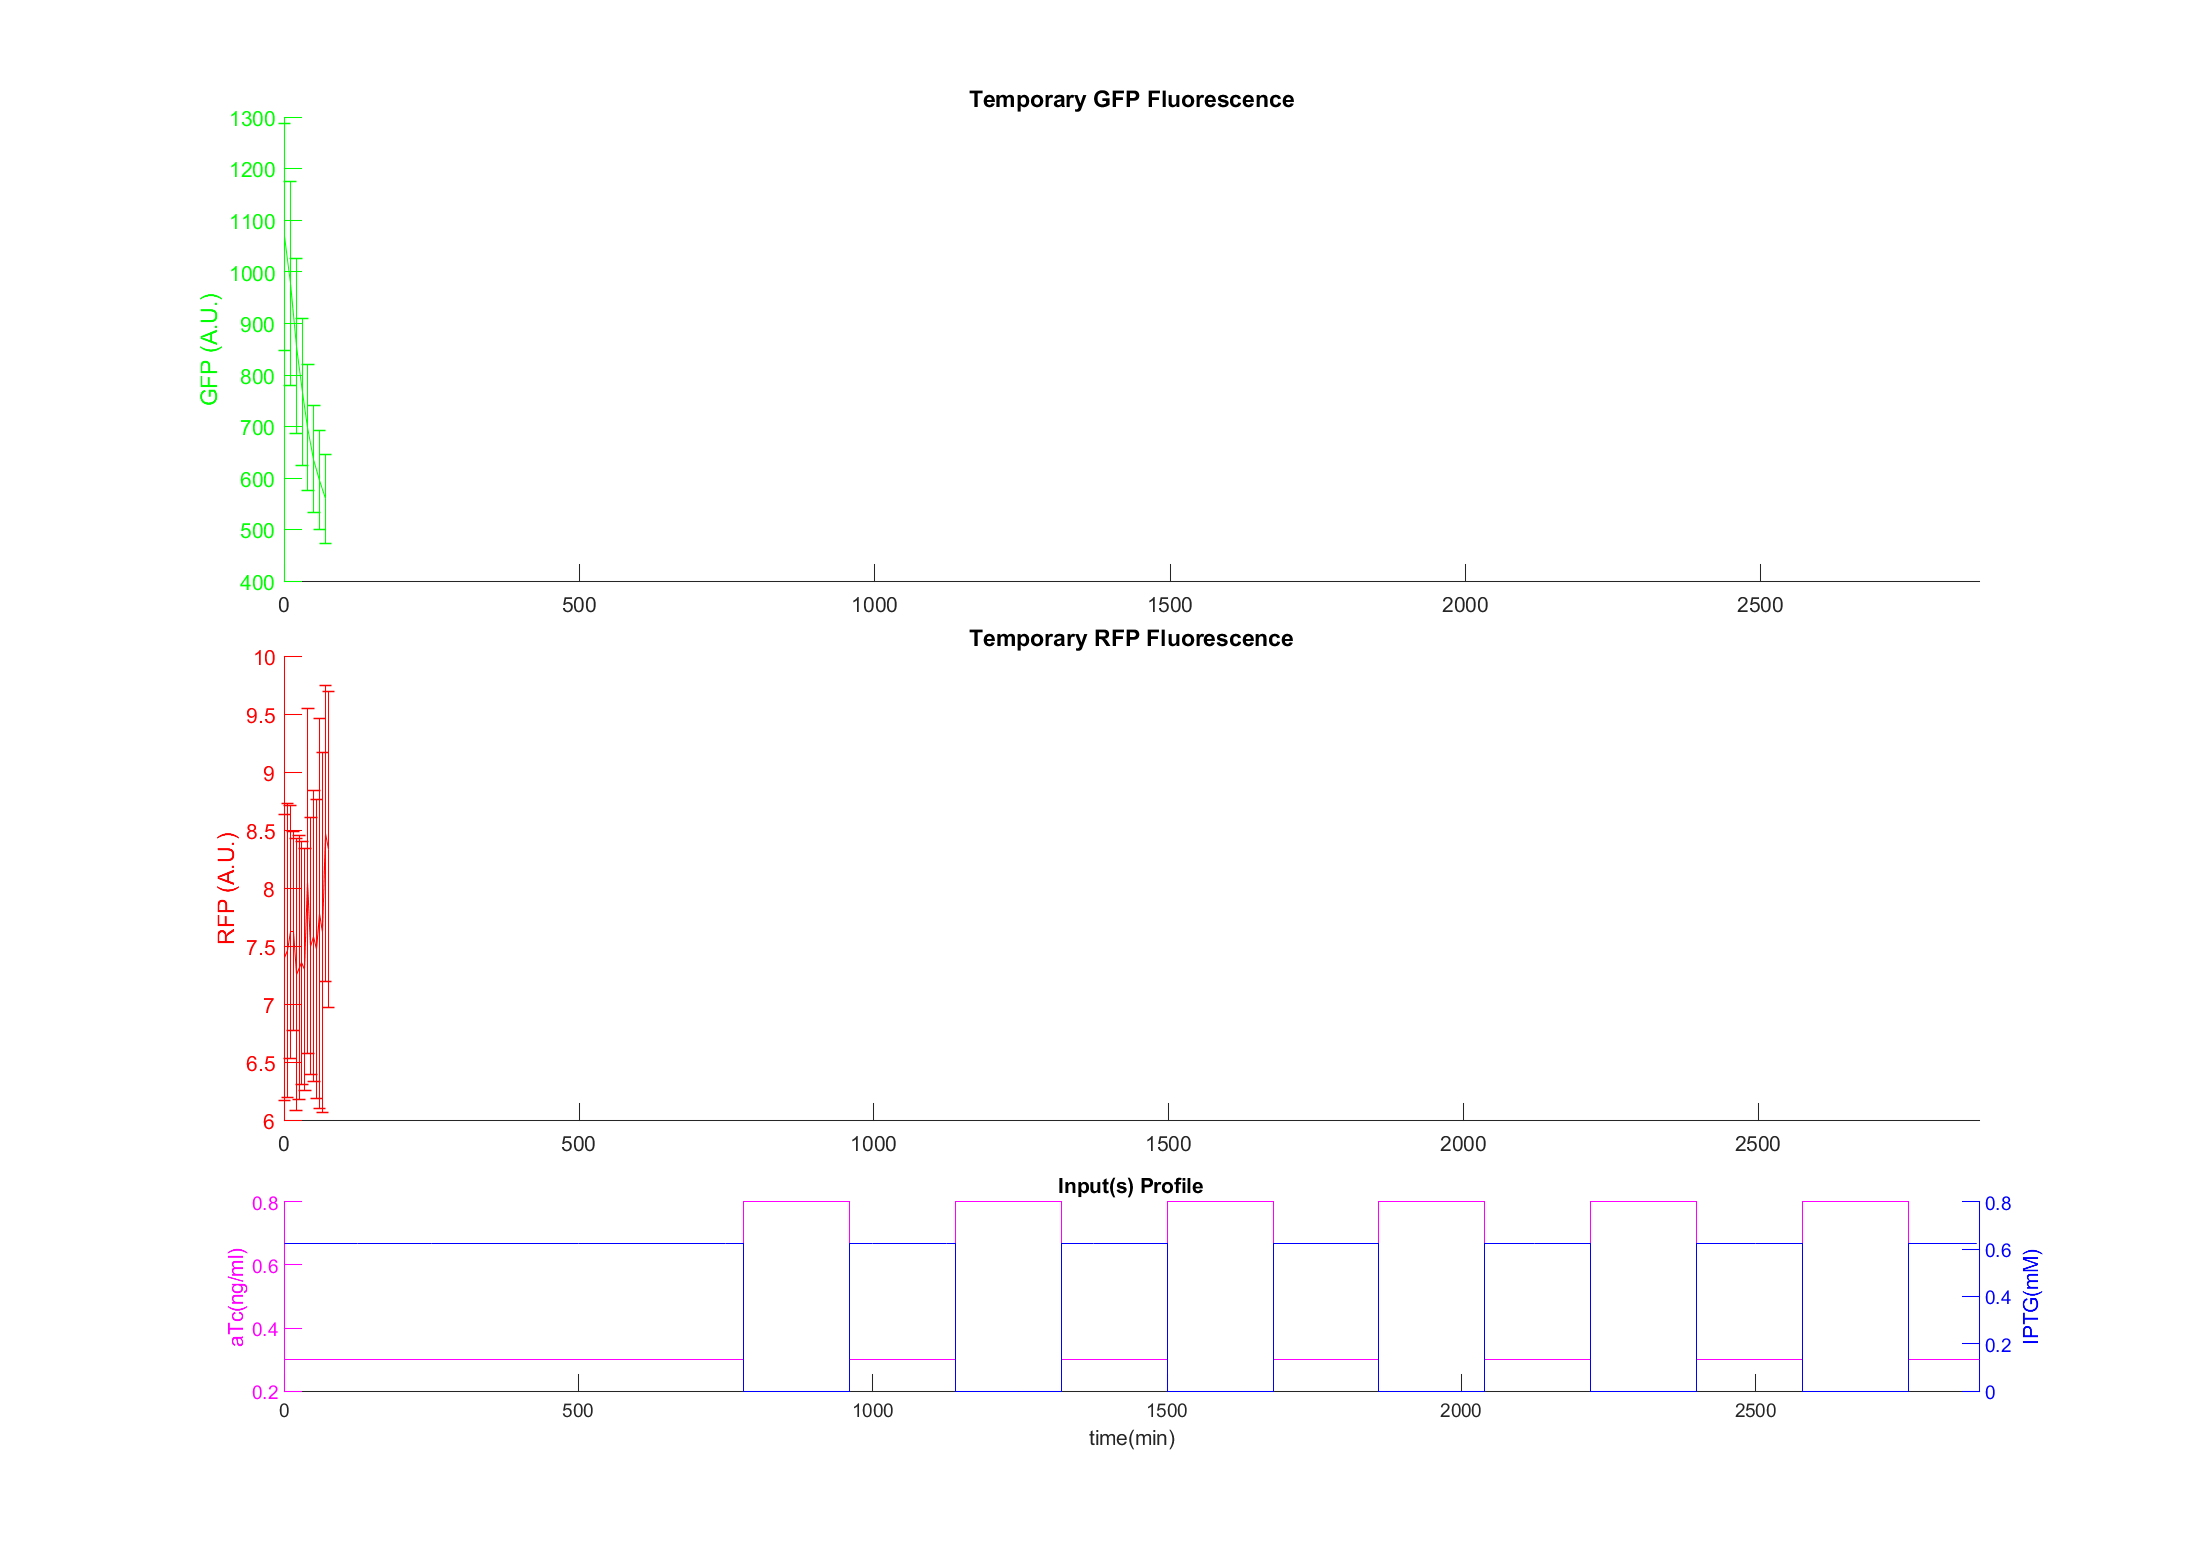 Temporary GFP Fluorescence
1300
1200
1100
1000
900
800
700
600
500
400
GFP (A.U.)
0 500 1000 1500 2000 2500
Temporary RFP Fluorescence
10
9.5
9
8.5
8
7.5
7
6.5
6
RFP (A.U.)
0 500 1000 1500 2000 2500
Input(s) Profile
0.8
0.6
0.4
0.2
aTc(ng/ml)
0.8
0.6
0.4
0.2
0
IPTG(mM)
0 500 1000 1500 2000 2500
time(min)